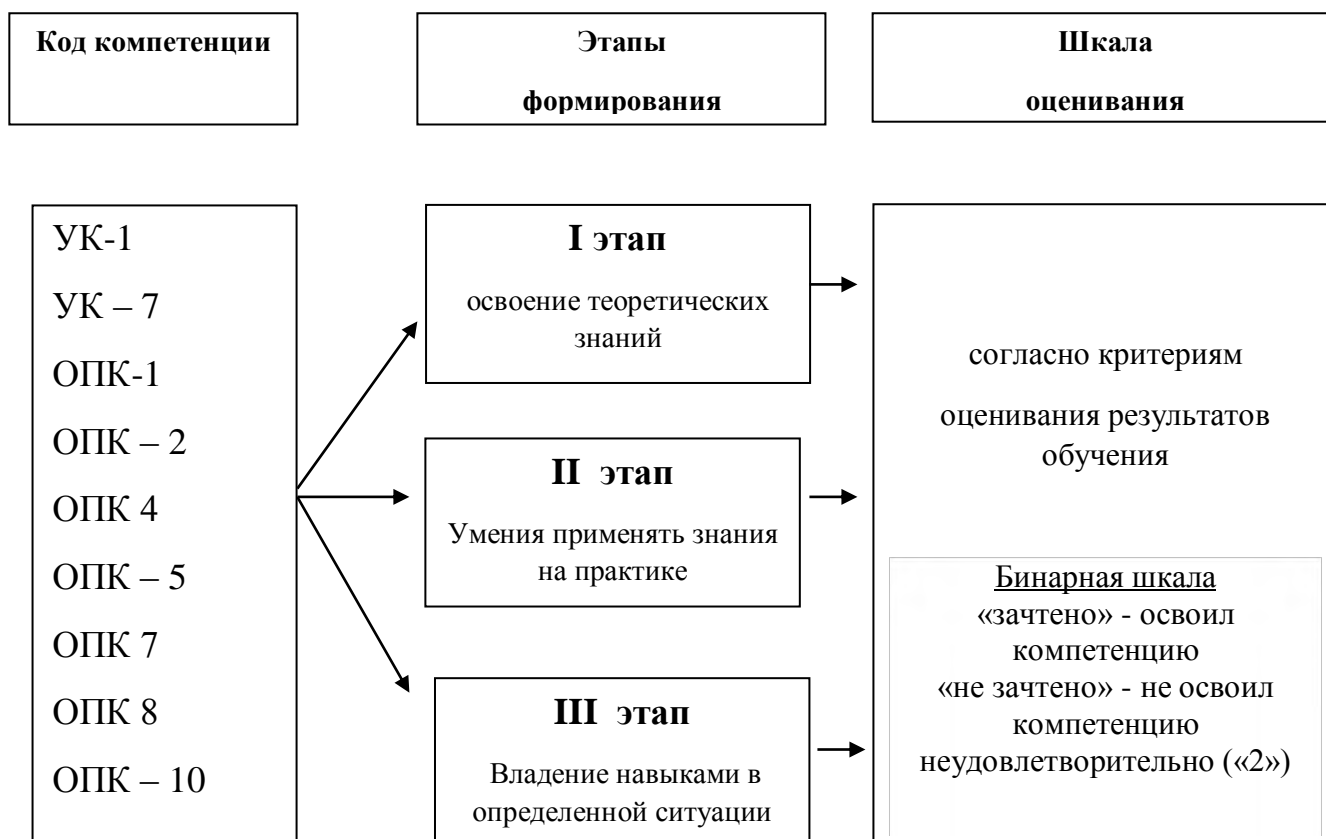 Код компетенции
Этапы
формирования
Шкала
оценивания
УК-1
УК – 7
ОПК-1
ОПК – 2
ОПК 4
ОПК – 5
ОПК 7
ОПК 8
ОПК – 10
I этап
освоение теоретических
знаний
II этап
Умения применять знания
на практике
III этап
Владение навыками в
определенной ситуации
согласно критериям
оценивания результатов
обучения
Бинарная шкала
«зачтено» - освоил
компетенцию
«не зачтено» - не освоил
компетенцию
неудовлетворительно («2»)